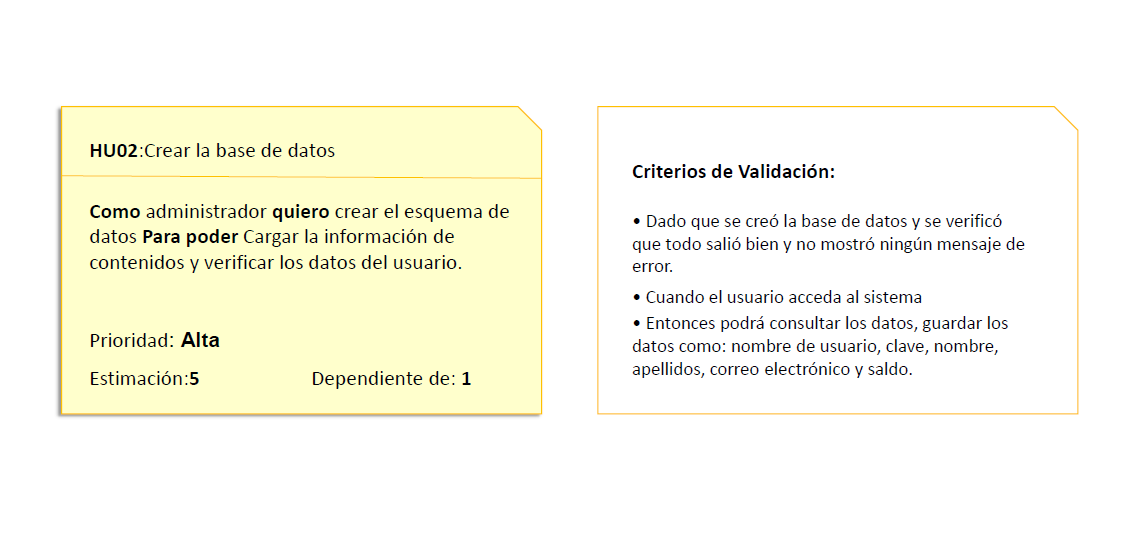 HU02:Crear la base de datos
Como administrador quiero crear el esquema de
datos Para poder Cargar la información de
contenidos y verificar los datos del usuario.
Prioridad: Alta
Estimación:5 Dependiente de: 1
Criterios de Validación:
• Dado que se creó la base de datos y se verificó
que todo salió bien y no mostró ningún mensaje de
error.
• Cuando el usuario acceda al sistema
• Entonces podrá consultar los datos, guardar los
datos como: nombre de usuario, clave, nombre,
apellidos, correo electrónico y saldo.